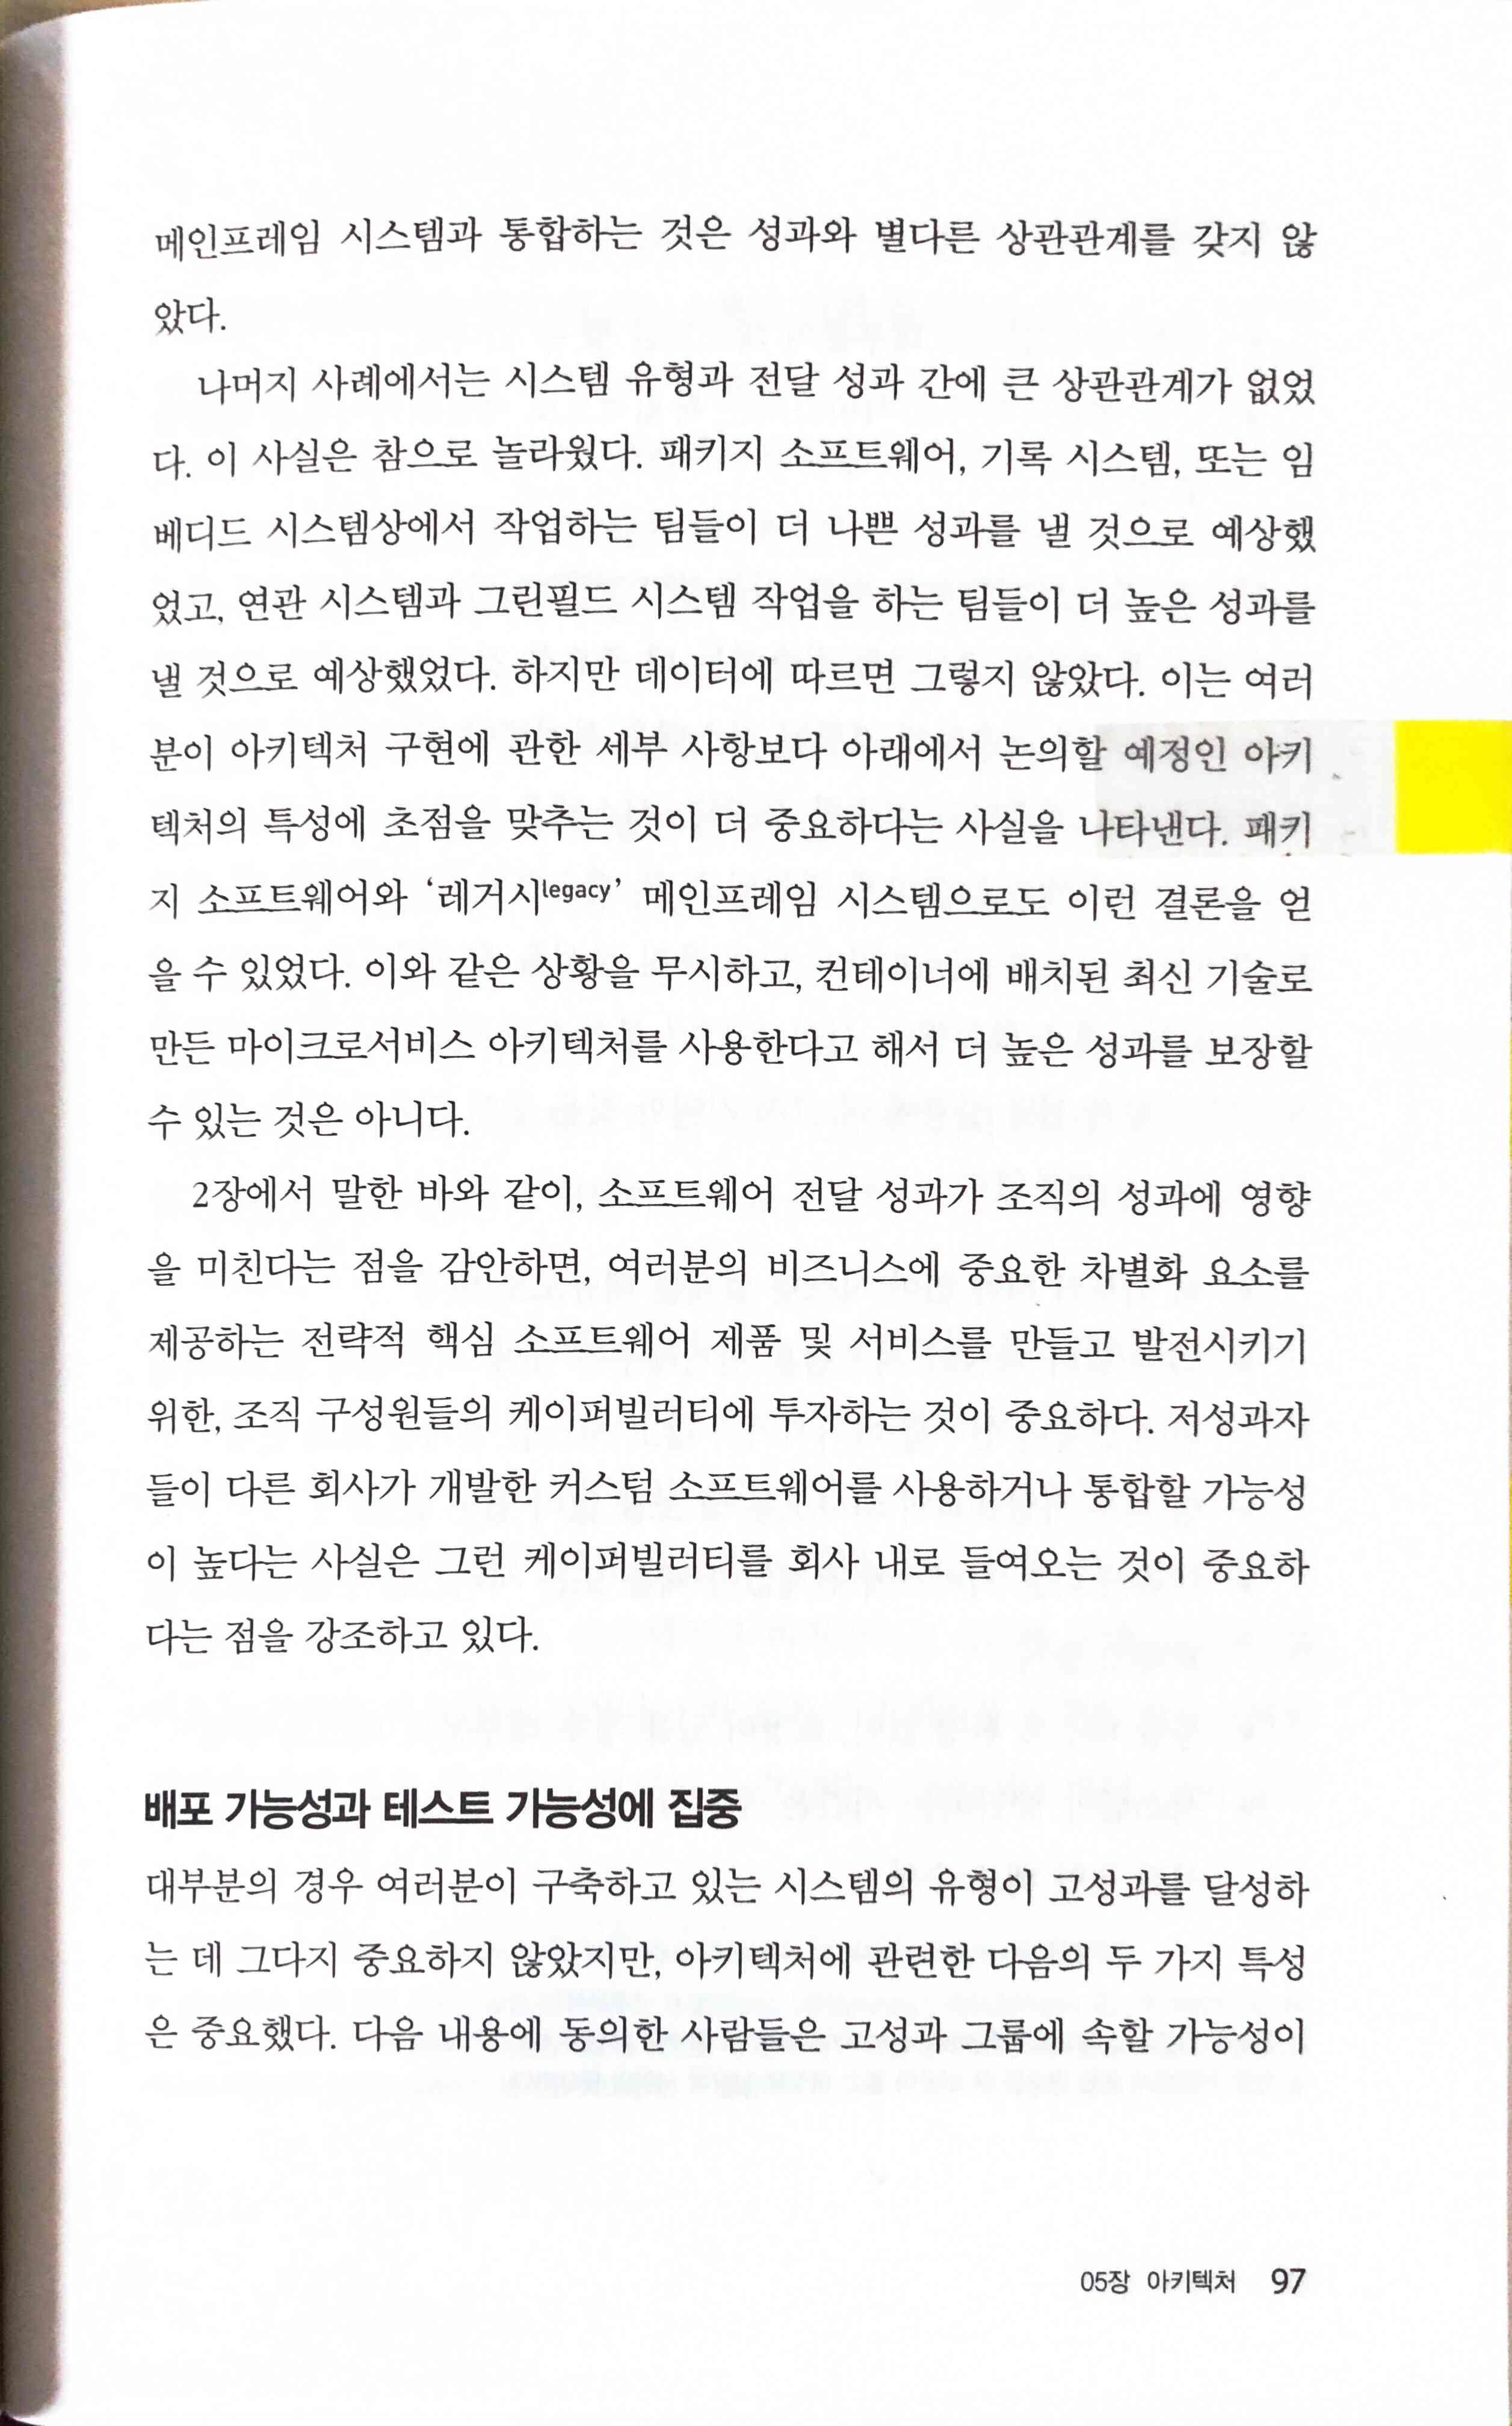 메인프레임 시스템과 통합하는 것은 성과와 별다른 상관관계를 갖지 않
았다.
나머지 사례에서는 시스템 유형과 전달 성과 간에 큰 상관관계가 없었
다. 이 사실은 참으로 놀라웠다. 패키지 소프트웨어, 기록 시스템, 또는 임
베디드 시스템상에서 작업하는 팀들이 더 나쁜 성과를 낼 것으로 예상했
었고, 연관 시스템과 그린필드 시스템 작업을 하는 팀들이 더 높은 성과를
낼 것으로 예상했었다. 하지만 데이터에 따르면 그렇지 않았다. 이는 여러
분이 아키텍처 구현에 관한 세부 사항보다 아래에서 논의할 예정인 아키
텍처의 특성에 초점을 맞추는 것이 더 중요하다는 사실을 나타낸다. 패키
지 소프트웨어와 ‘레거시legacy’ 메인프레임 시스템으로도 이런 결론을 얻
을 수 있었다. 이와 같은 상황을 무시하고, 컨테이너에 배치된 최신 기술로
만든 마이크로서비스 아키텍처를 사용한다고 해서 더 높은 성과를 보장할
수 있는 것은 아니다.
2장에서 말한 바와 같이, 소프트웨어 전달 성과가 조직의 성과에 영향
을 미친다는 점을 감안하면, 여러분의 비즈니스에 중요한 차별화 요소를
제공하는 전략적 핵심 소프트웨어 제품 및 서비스를 만들고 발전시키기
위한, 조직 구성원들의 케이퍼빌러티에 투자하는 것이 중요하다. 저성과자
들이 다른 회사가 개발한 커스텀 소프트웨어를 사용하거나 통합할 가능성
이 높다는 사실은 그런 케이퍼빌러티를 회사 내로 들여오는 것이 중요하
다는 점을 강조하고 있다.
배포 가능성과 테스트 가능성에 집중
대부분의 경우 여러분이 구축하고 있는 시스템의 유형이 고성과를 달성하
는 데 그다지 중요하지 않았지만, 아키텍처에 관련한 다음의 두 가지 특성
은 중요했다. 다음 내용에 동의한 사람들은 고성과 그룹에 속할 가능성이
05장 아키텍처 97